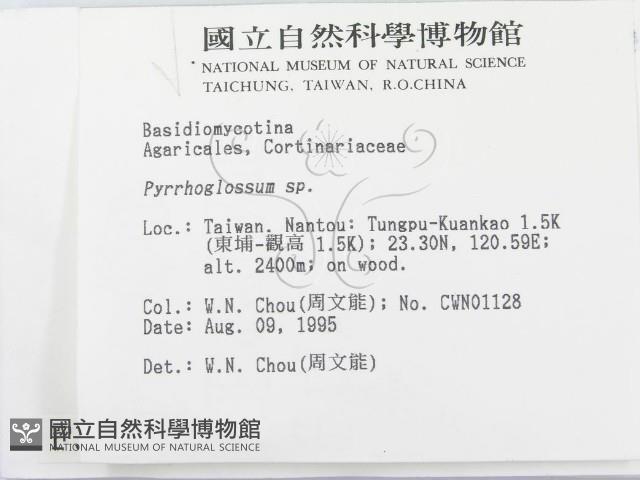 國立自然科學博物館
NATIONAL MUSEUM OF NATURAL SCIENCE
TAICHUNG, TAIWAN, R.O.CHINA
Basidiomycotina
Agaricales, Cortinariaceae
Pyrrhoglossum sp.
Loc.: Taiwan. Nantou: Tungpu-Kuankao 1.5K
(東埔-觀高 1.5K); 23.30N, 120.59E;
alt. 2400m; on wood.
Col.: W.N. Chou(周文能); No. CWN01128
Date: Aug. 09, 1995
Det.: W.N. Chou(周文能)
國立自然科學博物館
NATIONAL MUSEUM OF NATURAL SCIENCE